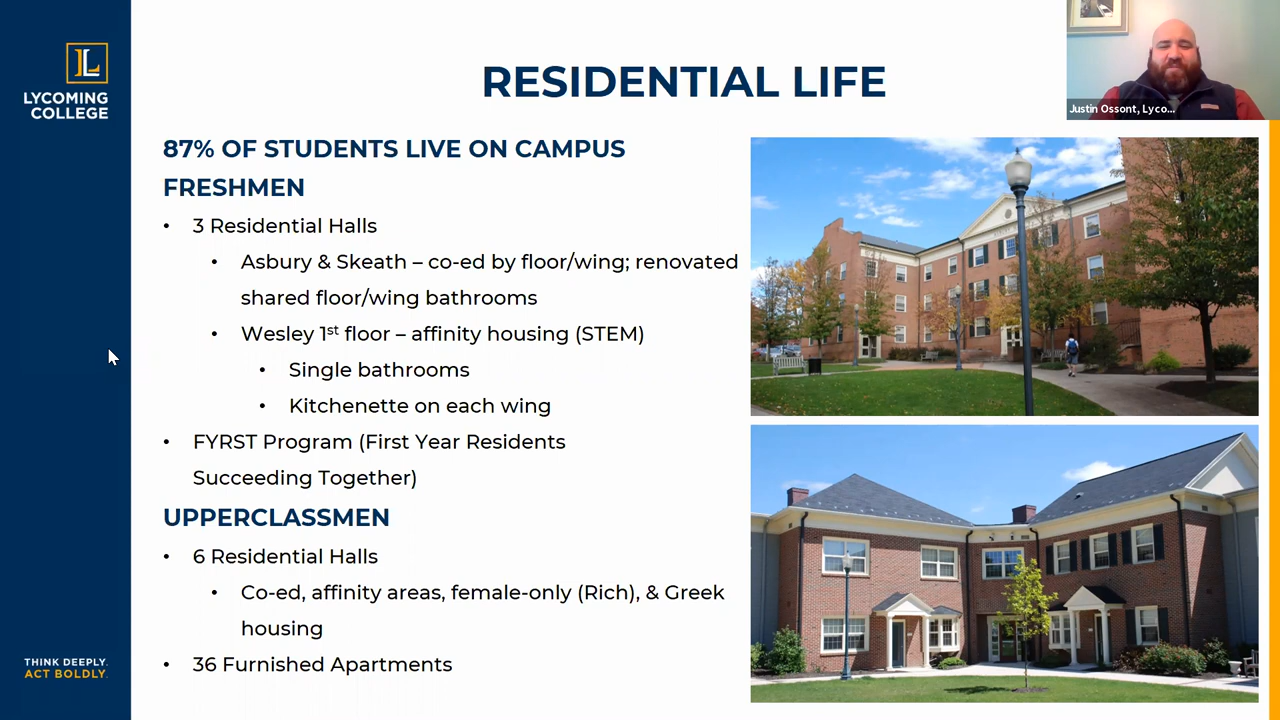 LYCOMING
COLLEGE
RESIDENTIAL LIFE
Justin Ossont, Lyco...
87% OF STUDENTS LIVE ON CAMPUS
FRESHMEN
• 3 Residential Halls
• Asbury & Skeath – co-ed by floor/wing; renovated
shared floor/wing bathrooms
• Wesley 1st floor – affinity housing (STEM)
• Single bathrooms
• Kitchenette on each wing
• FYRST Program (First Year Residents
Succeeding Together)
UPPERCLASSMEN
• 6 Residential Halls
• Co-ed, affinity areas, female-only (Rich), & Greek
housing
• 36 Furnished Apartments
THINK DEEPLY.
ACT BOLDLY.